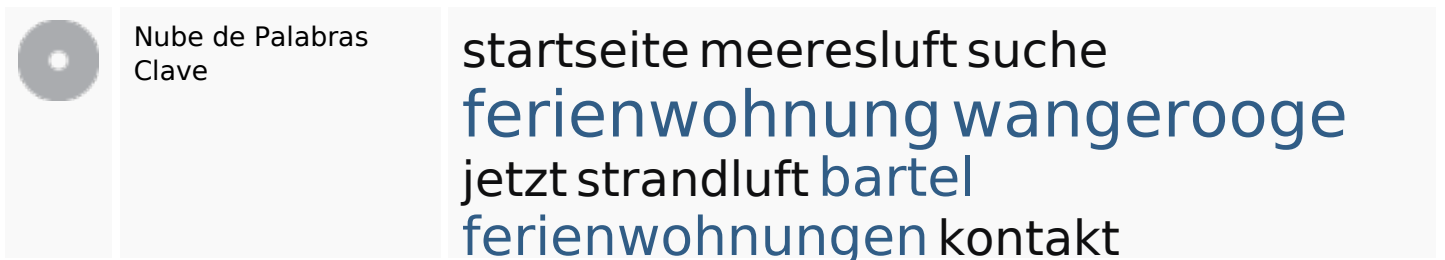 Nube de Palabras
Clave
startseite meeresluft suche
ferienwohnung wangerooge
jetzt strandluft bartel
ferienwohnungen kontakt